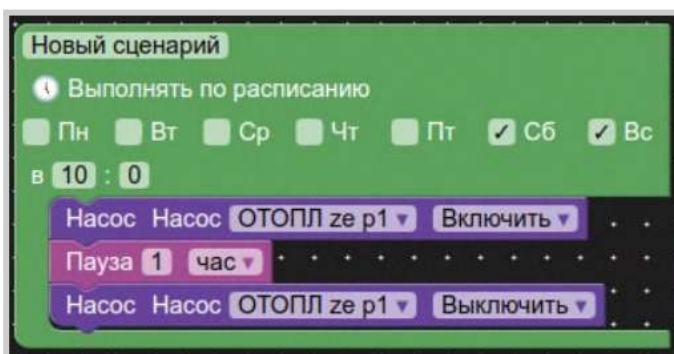 Новый сценарий
Выполнять по расписанию
Пн Вт Ср Чт Пт Сб Вс
в 10 : 0
Насос Насос ОТОПЛ ze p1 Включить
Пауза 1 час
Насос Насос ОТОПЛ ze p1 Выключить